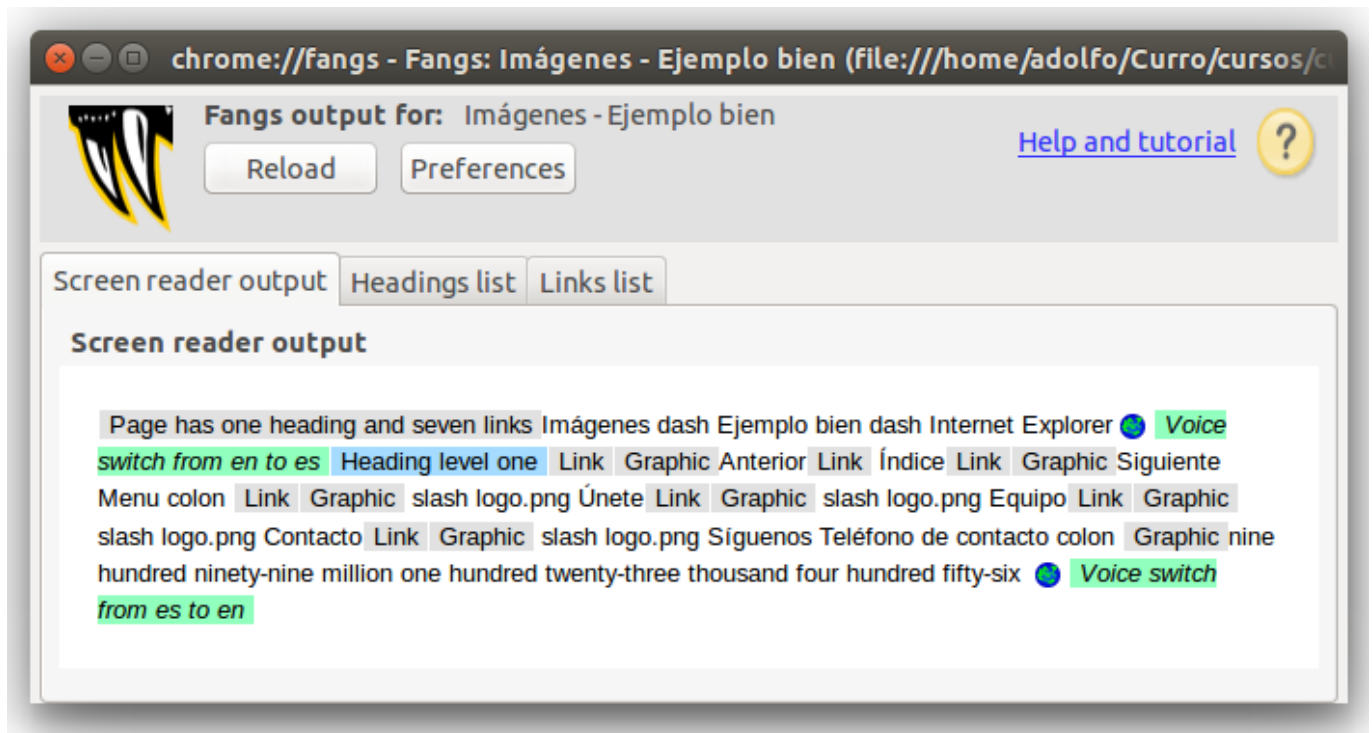 chrome://fangs - Fangs: Imágenes - Ejemplo bien (file:///home/adolfo/Curro/cursos/
Fangs output for: Imágenes - Ejemplo bien
Reload Preferences Help and tutorial ?
Screen reader output Headings list Links list
Screen reader output
Page has one heading and seven links Imágenes dash Ejemplo bien dash Internet Explorer Voice
switch from en to es Heading level one Link Graphic Anterior Link Índice Link Graphic Siguiente
Menu colon Link Graphic slash logo.png Únete Link Graphic slash logo.png Equipo Link Graphic
slash logo.png Contacto Link Graphic slash logo.png Síguenos Teléfono de contacto colon Graphic nine
hundred ninety-nine million one hundred twenty-three thousand four hundred fifty-six Voice switch
from es to en